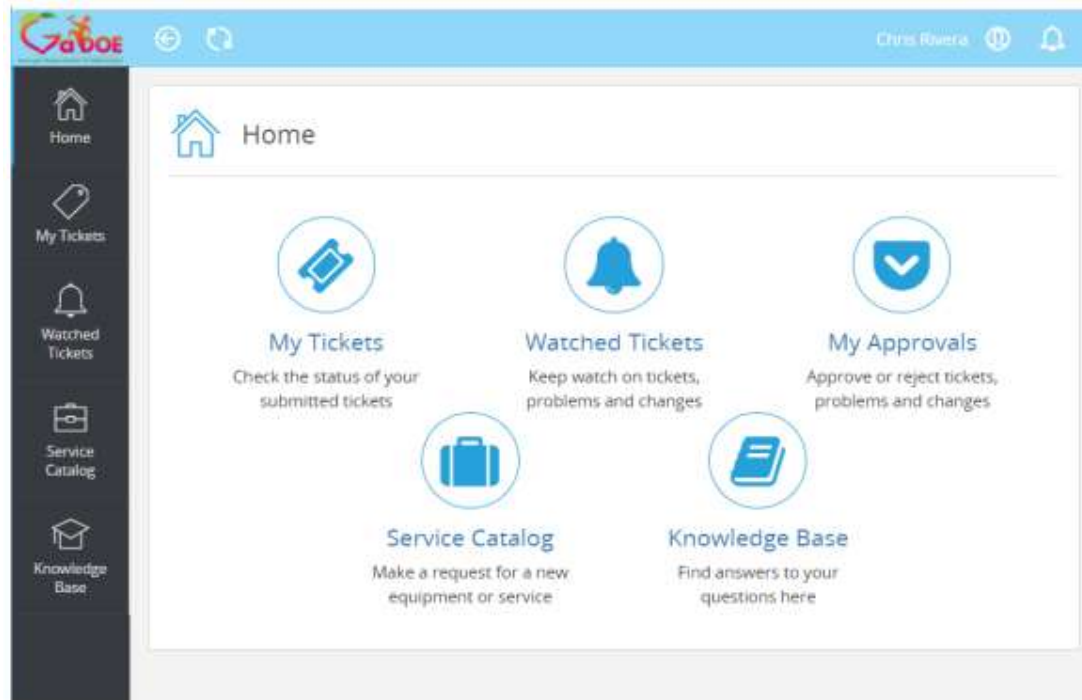 GaDOE
Chris Rivera
Home
My Tickets
Watched
Tickets
Service
Catalog
Knowledge
Base
Home
My Tickets
Check the status of your
submitted tickets
Watched Tickets
Keep watch on tickets,
problems and changes
My Approvals
Approve or reject tickets,
problems and changes
Service Catalog
Make a request for a new
equipment or service
Knowledge Base
Find answers to your
questions here